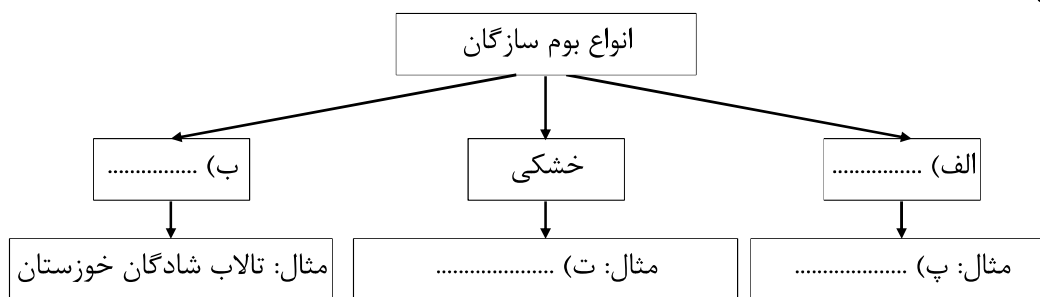 انواع بوم سازگان
الف) ................
خشکی
ب) ................
مثال: پ) ....................
مثال: ت) .....................
مثال: تالاب شادگان خوزستان